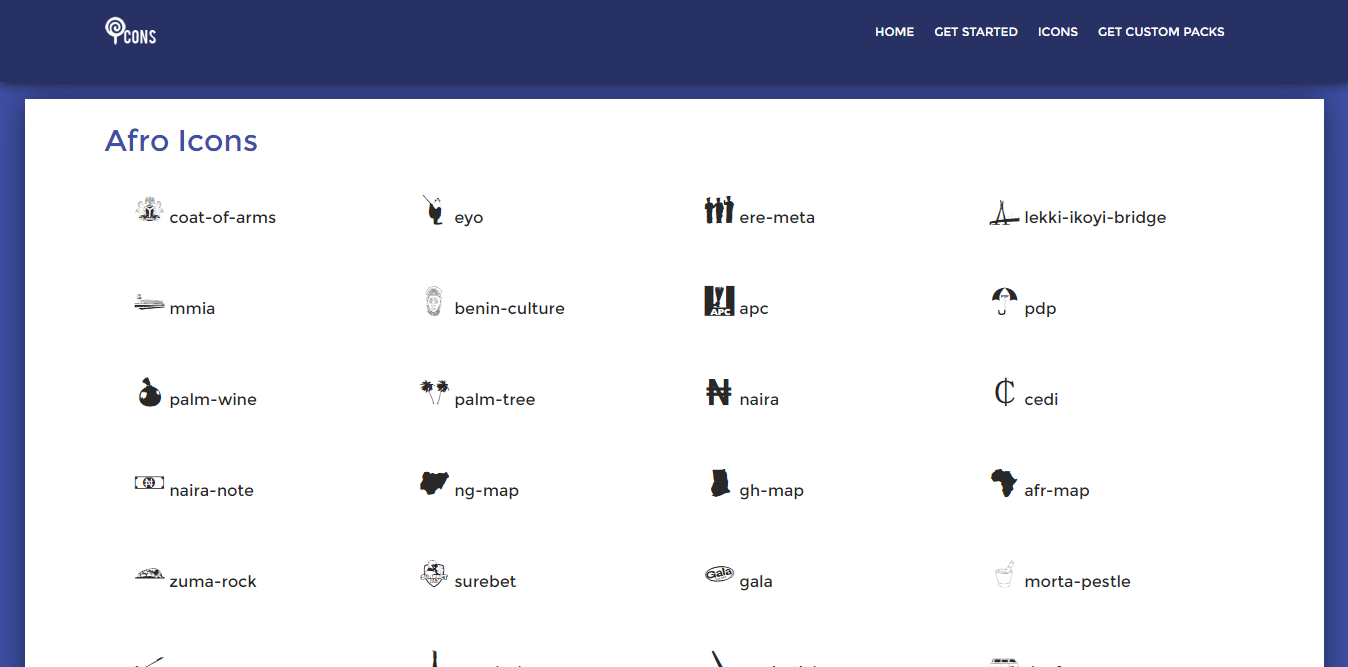 CONS
HOME GET STARTED ICONS GET CUSTOM PACKS
Afro Icons
coat-of-arms eyo ere-meta lekki-ikoyi-bridge
mmia benin-culture APC apc pdp
palm-wine palm-tree naira cedi
naira-note ng-map gh-map afr-map
zuma-rock surebet Gala gala morta-pestle